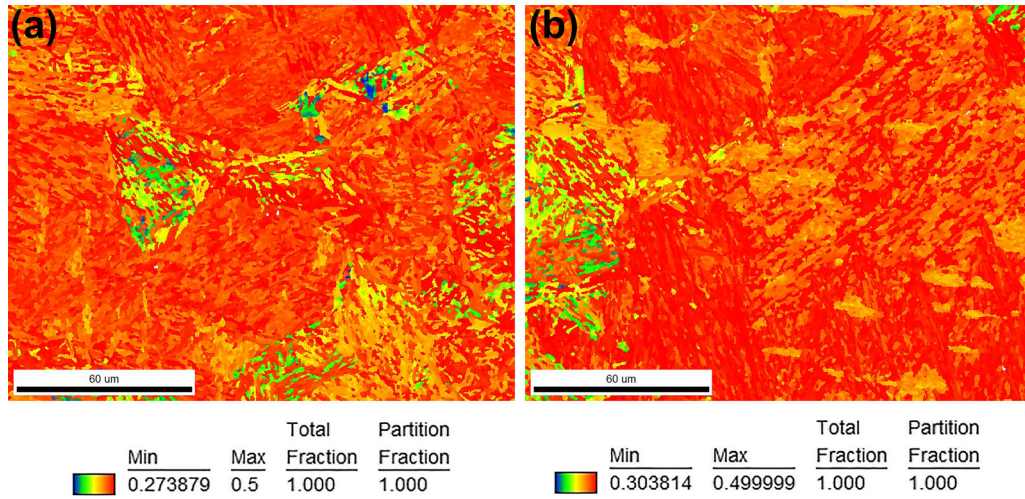 (a)
(b)
60 um
60 um
Total Partition
Min Max Fraction Fraction
0.273879 0.5 1.000 1.000
Total Partition
Min Max Fraction Fraction
0.303814 0.499999 1.000 1.000